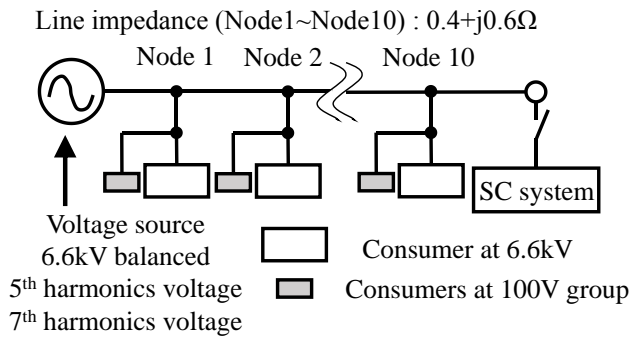 Line impedance (Node1~Node10) : 0.4+j0.6Ω
Node 1
Node 2
Node 10
SC system
Voltage source
6.6kV balanced
5th harmonics voltage
7th harmonics voltage
Consumer at 6.6kV
Consumers at 100V group